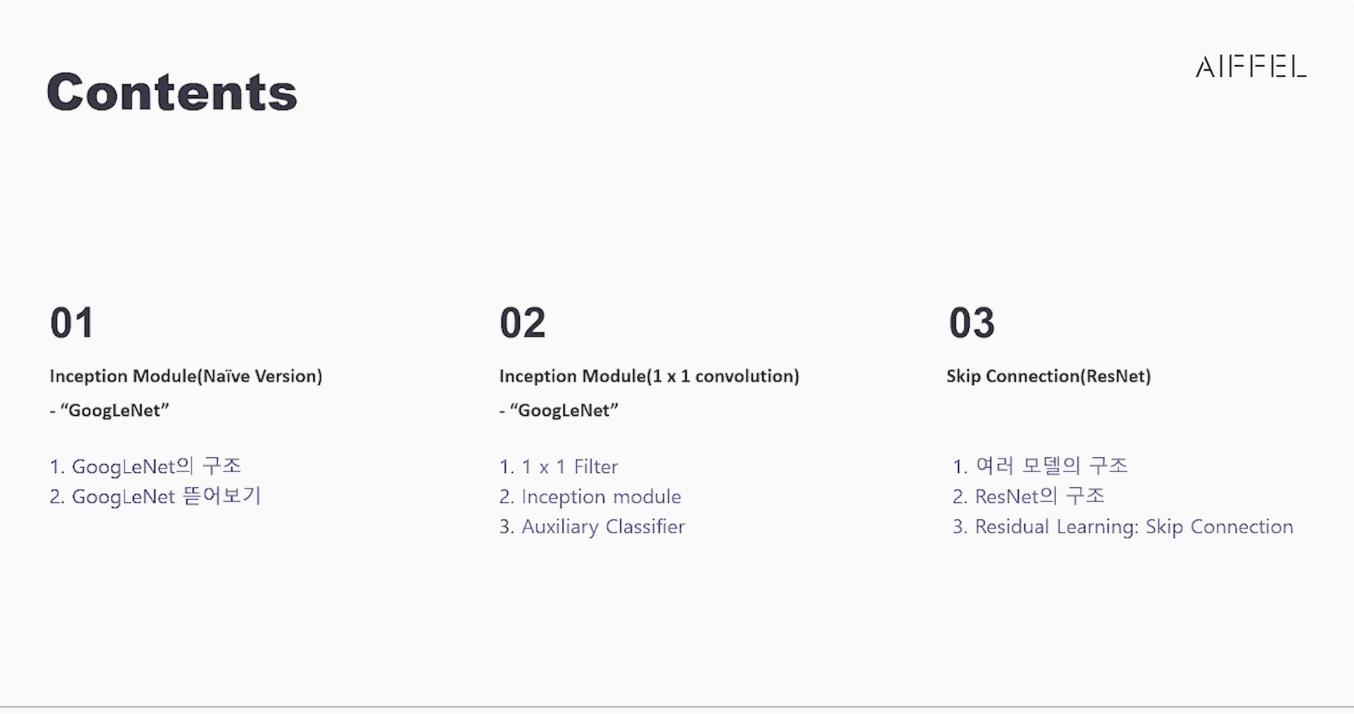 Contents
AIFFEL
01
Inception Module(Naïve Version)
- “GoogLeNet”
1. GoogLeNet의 구조
2. GoogLeNet 뜯어보기
02
Inception Module(1 x 1 convolution)
- “GoogLeNet”
1. 1 x 1 Filter
2. Inception module
3. Auxiliary Classifier
03
Skip Connection(ResNet)
1. 여러 모델의 구조
2. ResNet의 구조
3. Residual Learning: Skip Connection